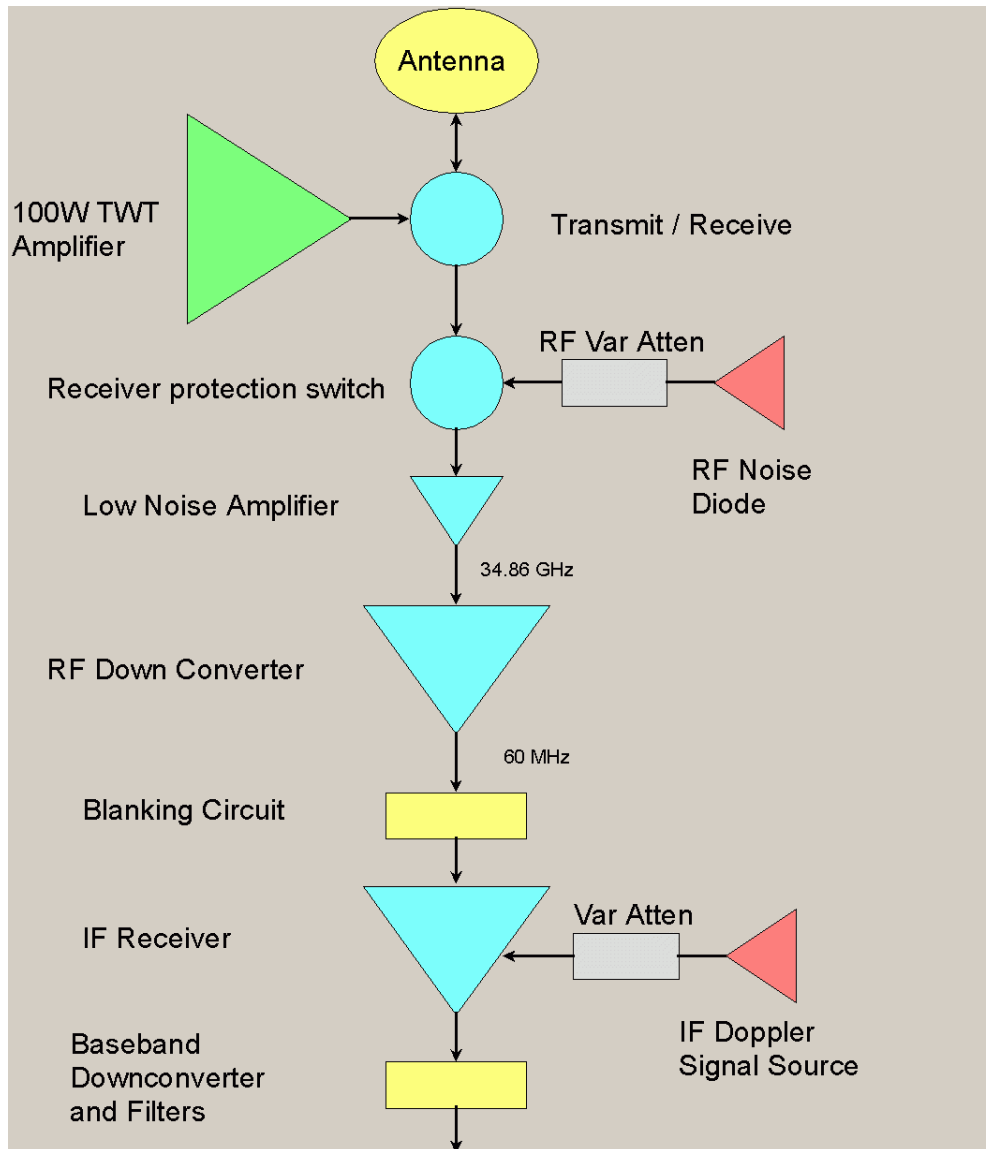 Antenna
100W TWT
Amplifier
Transmit / Receive
RF Var Atten
Receiver protection switch
RF Noise
Diode
Low Noise Amplifier
34.86 GHz
RF Down Converter
60 MHz
Blanking Circuit
Var Atten
IF Receiver
IF Doppler
Signal Source
Baseband
Downconverter
and Filters